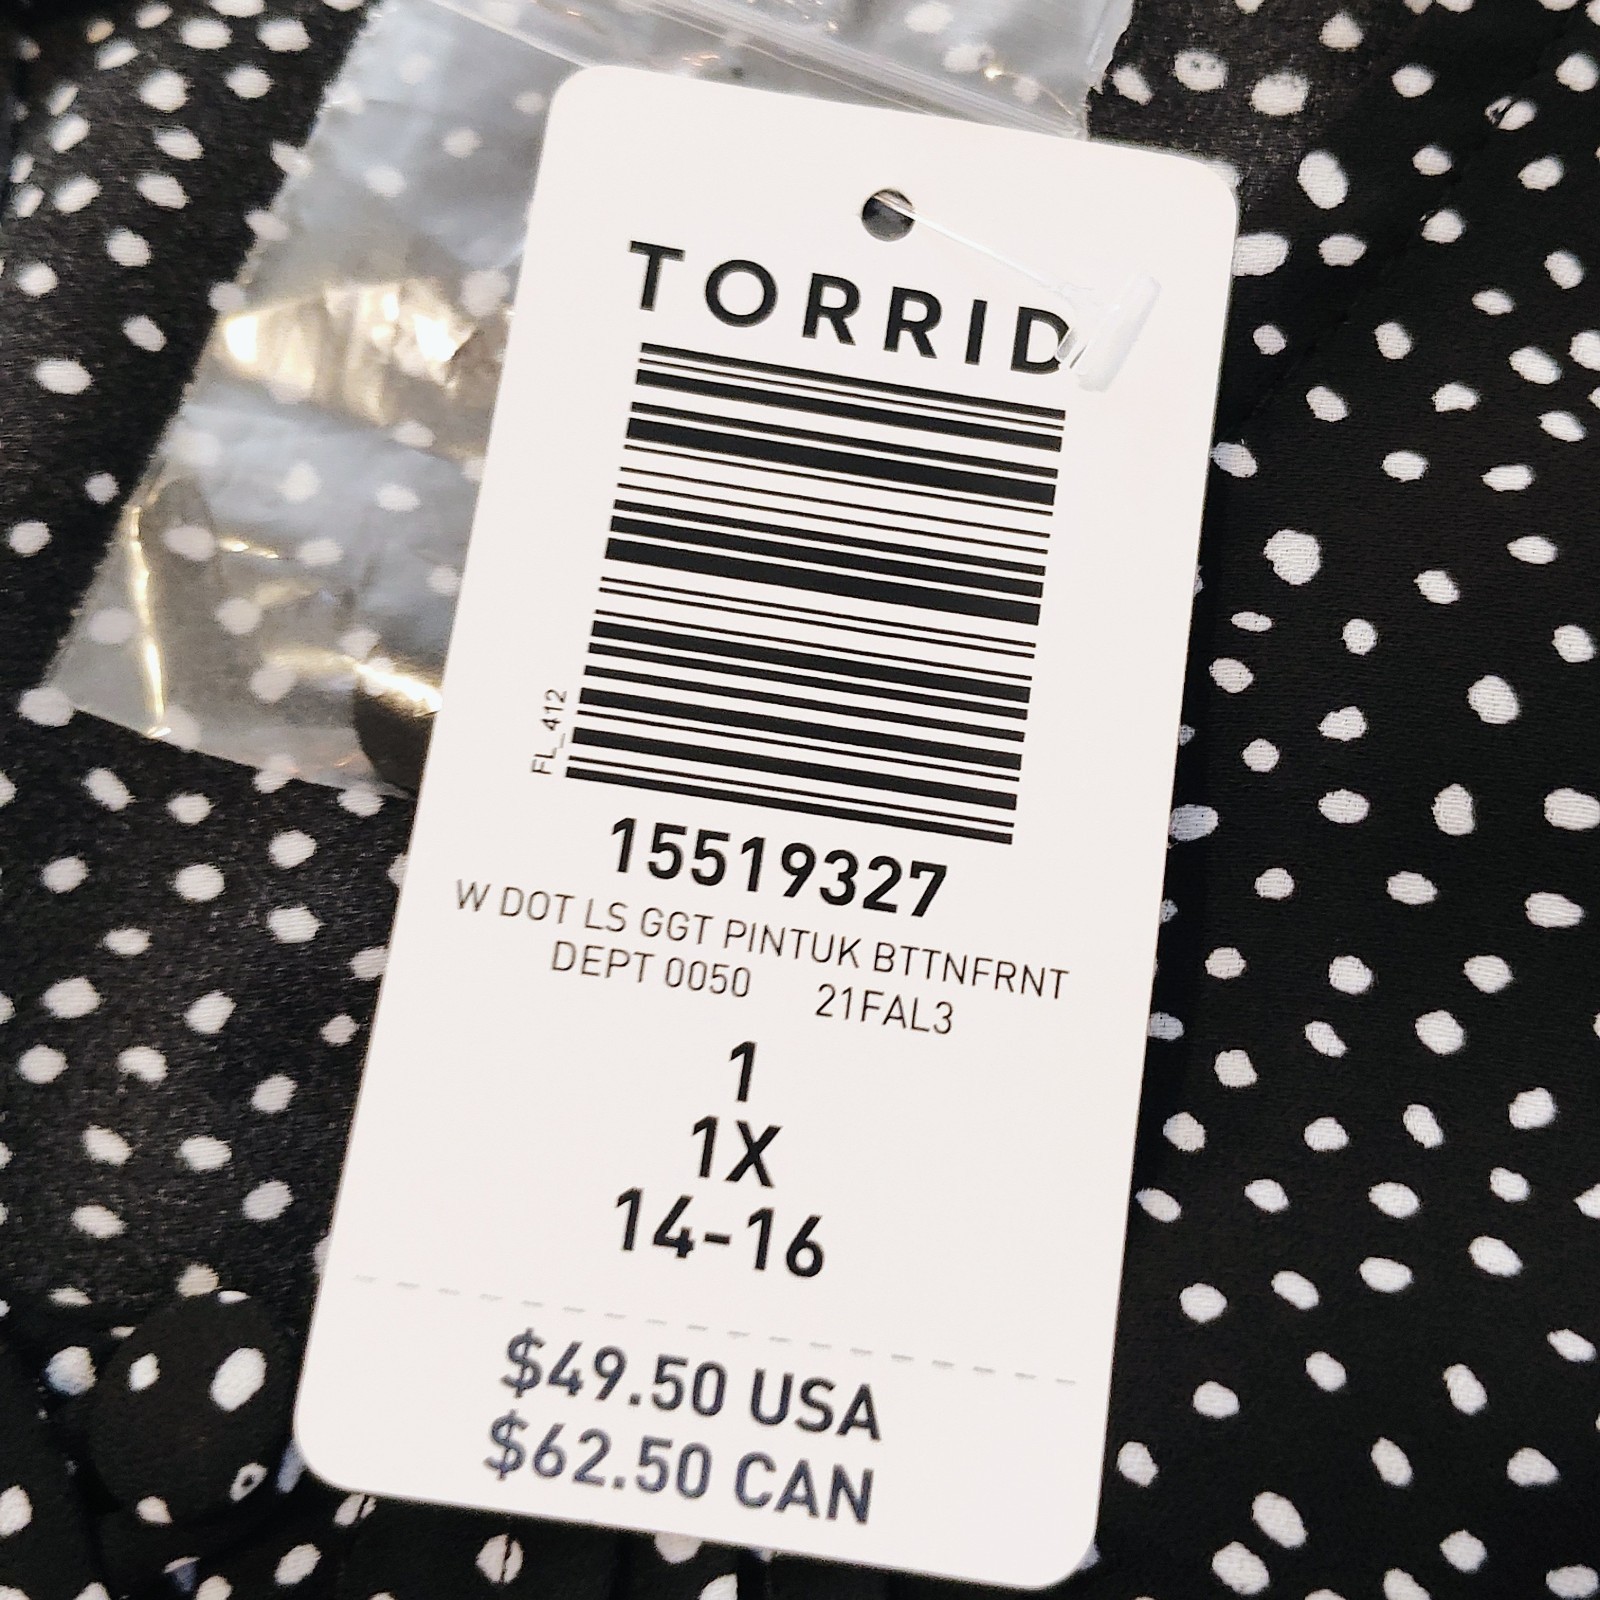 TORRID
FL_412
15519327
W DOT LS GGT PINTUK BTTNFRNT
DEPT 0050 21FAL3
1
1X
14-16
$49.50 USA
$62.50 CAN